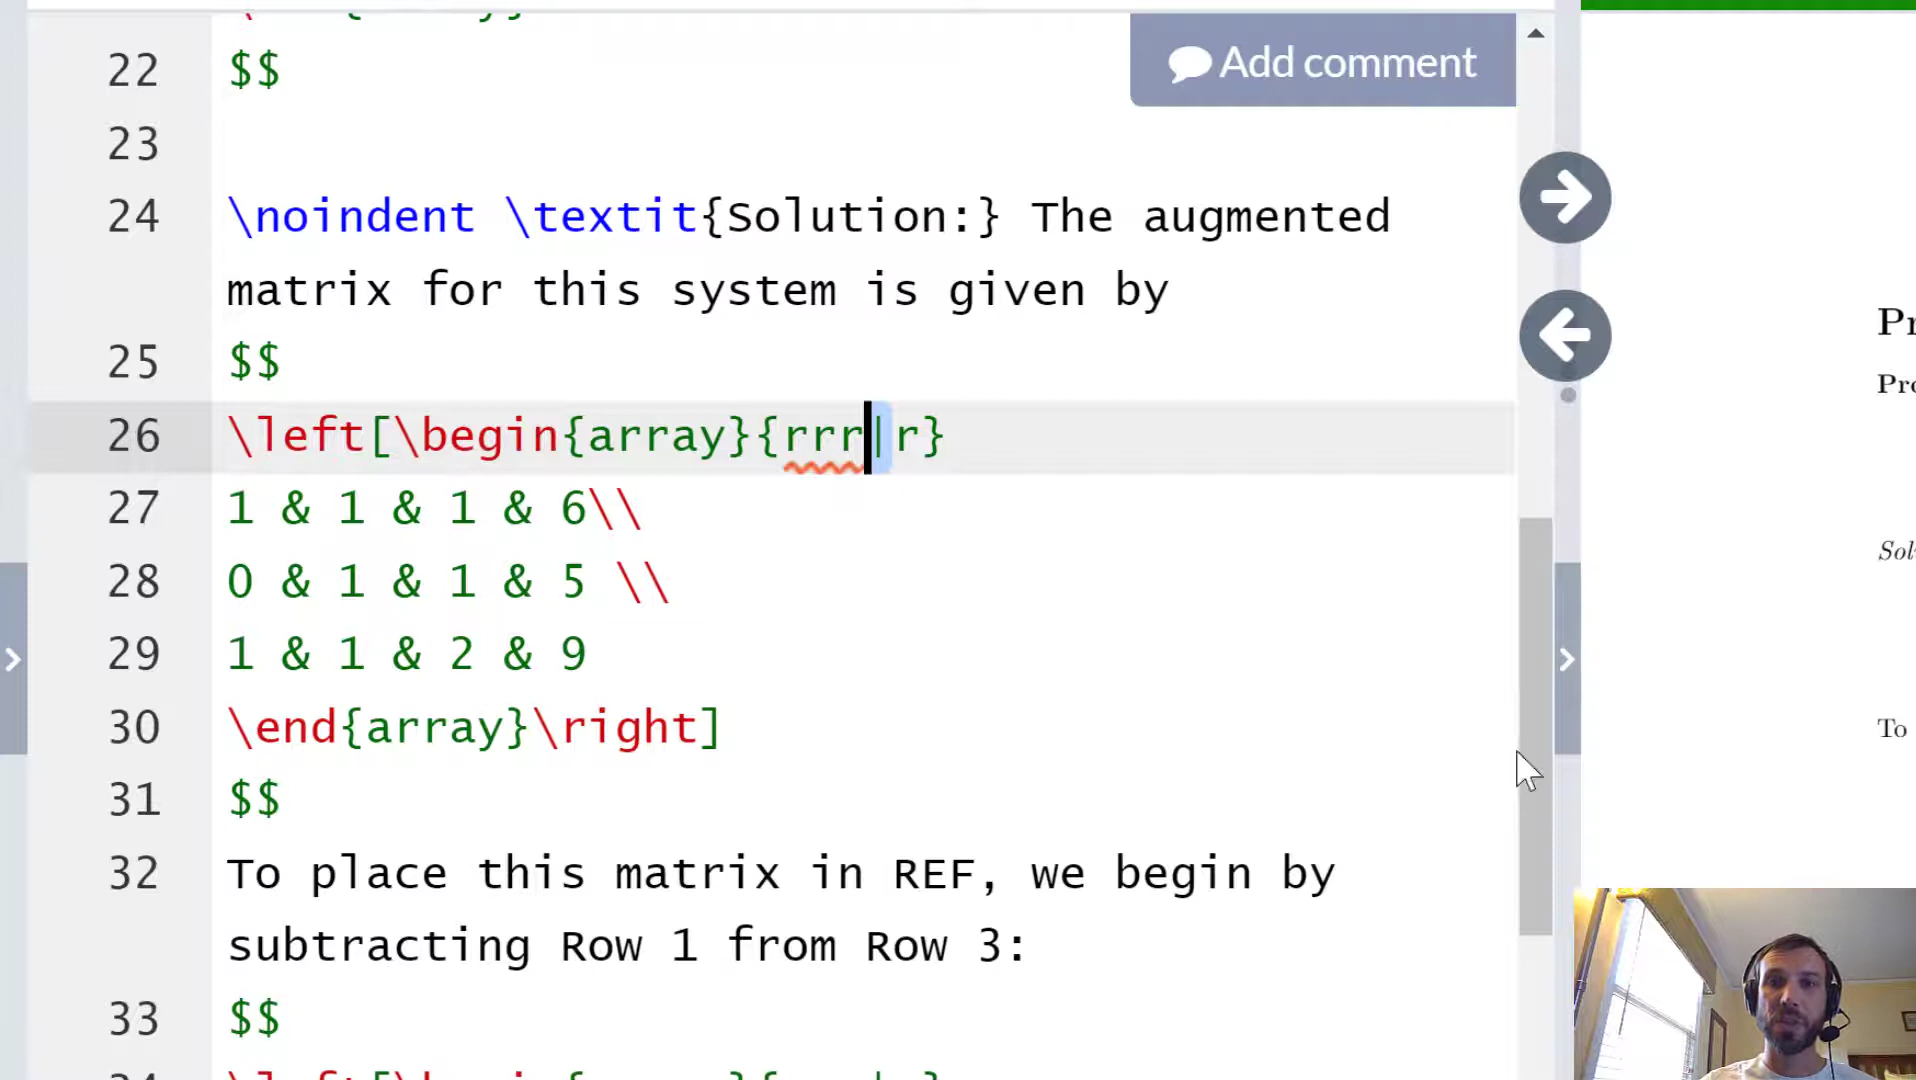 22 $$
Add comment
23
24 \noindent \textit{Solution:} The augmented
matrix for this system is given by
25 $$
26 \left[\begin{array}{rrr|r}
27 1 & 1 & 1 & 6\\
28 0 & 1 & 1 & 5 \\
29 1 & 1 & 2 & 9
30 \end{array}\right]
31 $$
32 To place this matrix in REF, we begin by
subtracting Row 1 from Row 3:
33 $$
To